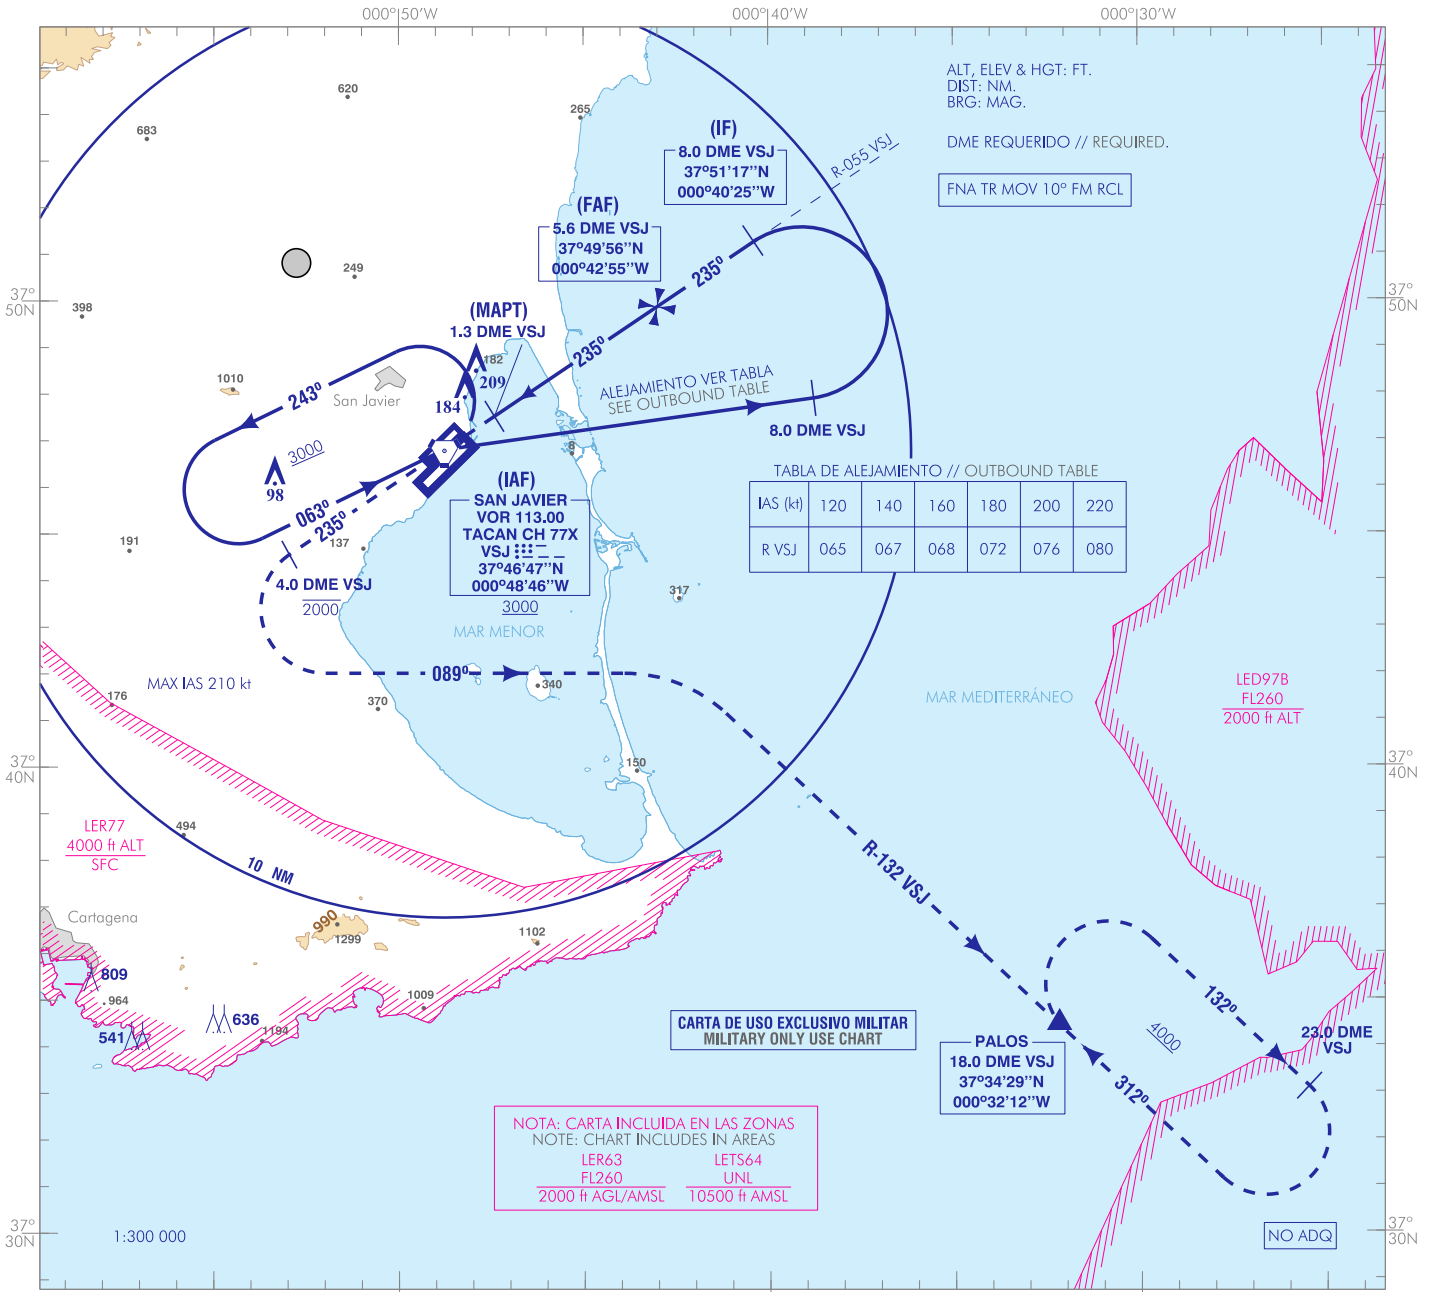 000°50'W
000°40'W
000°30'W
ALT, ELEV & HGT: FT.
DIST: NM.
BRG: MAG.
DME REQUERIDO // REQUIRED.
FNA TR MOV 10° FM RCL
620
683
265
249
398
(IF)
8.0 DME VSJ
37°51'17''N
000°40'25''W
R-055 VSJ
(FAF)
5.6 DME VSJ
37°49'56''N
000°42'55''W
235°
37°
50N
37°
50N
(MAPT)
1.3 DME VSJ
235°
182
209
184
1010
San Javier
243°
ALEJAMIENTO VER TABLA
SEE OUTBOUND TABLE
8.0 DME VSJ
8
3000
98
063°
235°
191
137
(IAF)
SAN JAVIER
VOR 113.00
TACAN CH 77X
VSJ
37°46'47''N
000°48'46''W
3000
TABLA DE ALEJAMIENTO // OUTBOUND TABLE
IAS (kt) 120 140 160 180 200 220
R VSJ 065 067 068 072 076 080
4.0 DME VSJ
2000
317
MAR MENOR
089°
340
370
MAX IAS 210 kt
176
MAR MEDITERRÁNEO
LED97B
FL260
2000 ft ALT
150
37°
40N
37°
40N
LER77
4000 ft ALT
SFC
494
10 NM
R-132 VSJ
Cartagena
990
1299
1102
809
964
1009
636
541
1194
CARTA DE USO EXCLUSIVO MILITAR
MILITARY ONLY USE CHART
PALOS
18.0 DME VSJ
37°34'29''N
000°32'12''W
132°
4000
312°
23.0 DME
VSJ
NOTA: CARTA INCLUIDA EN LAS ZONAS
NOTE: CHART INCLUDES IN AREAS
LER63
FL260
2000 ft AGL/AMSL
LETS64
UNL
10500 ft AMSL
1:300 000
NO ADQ
37°
30N
37°
30N